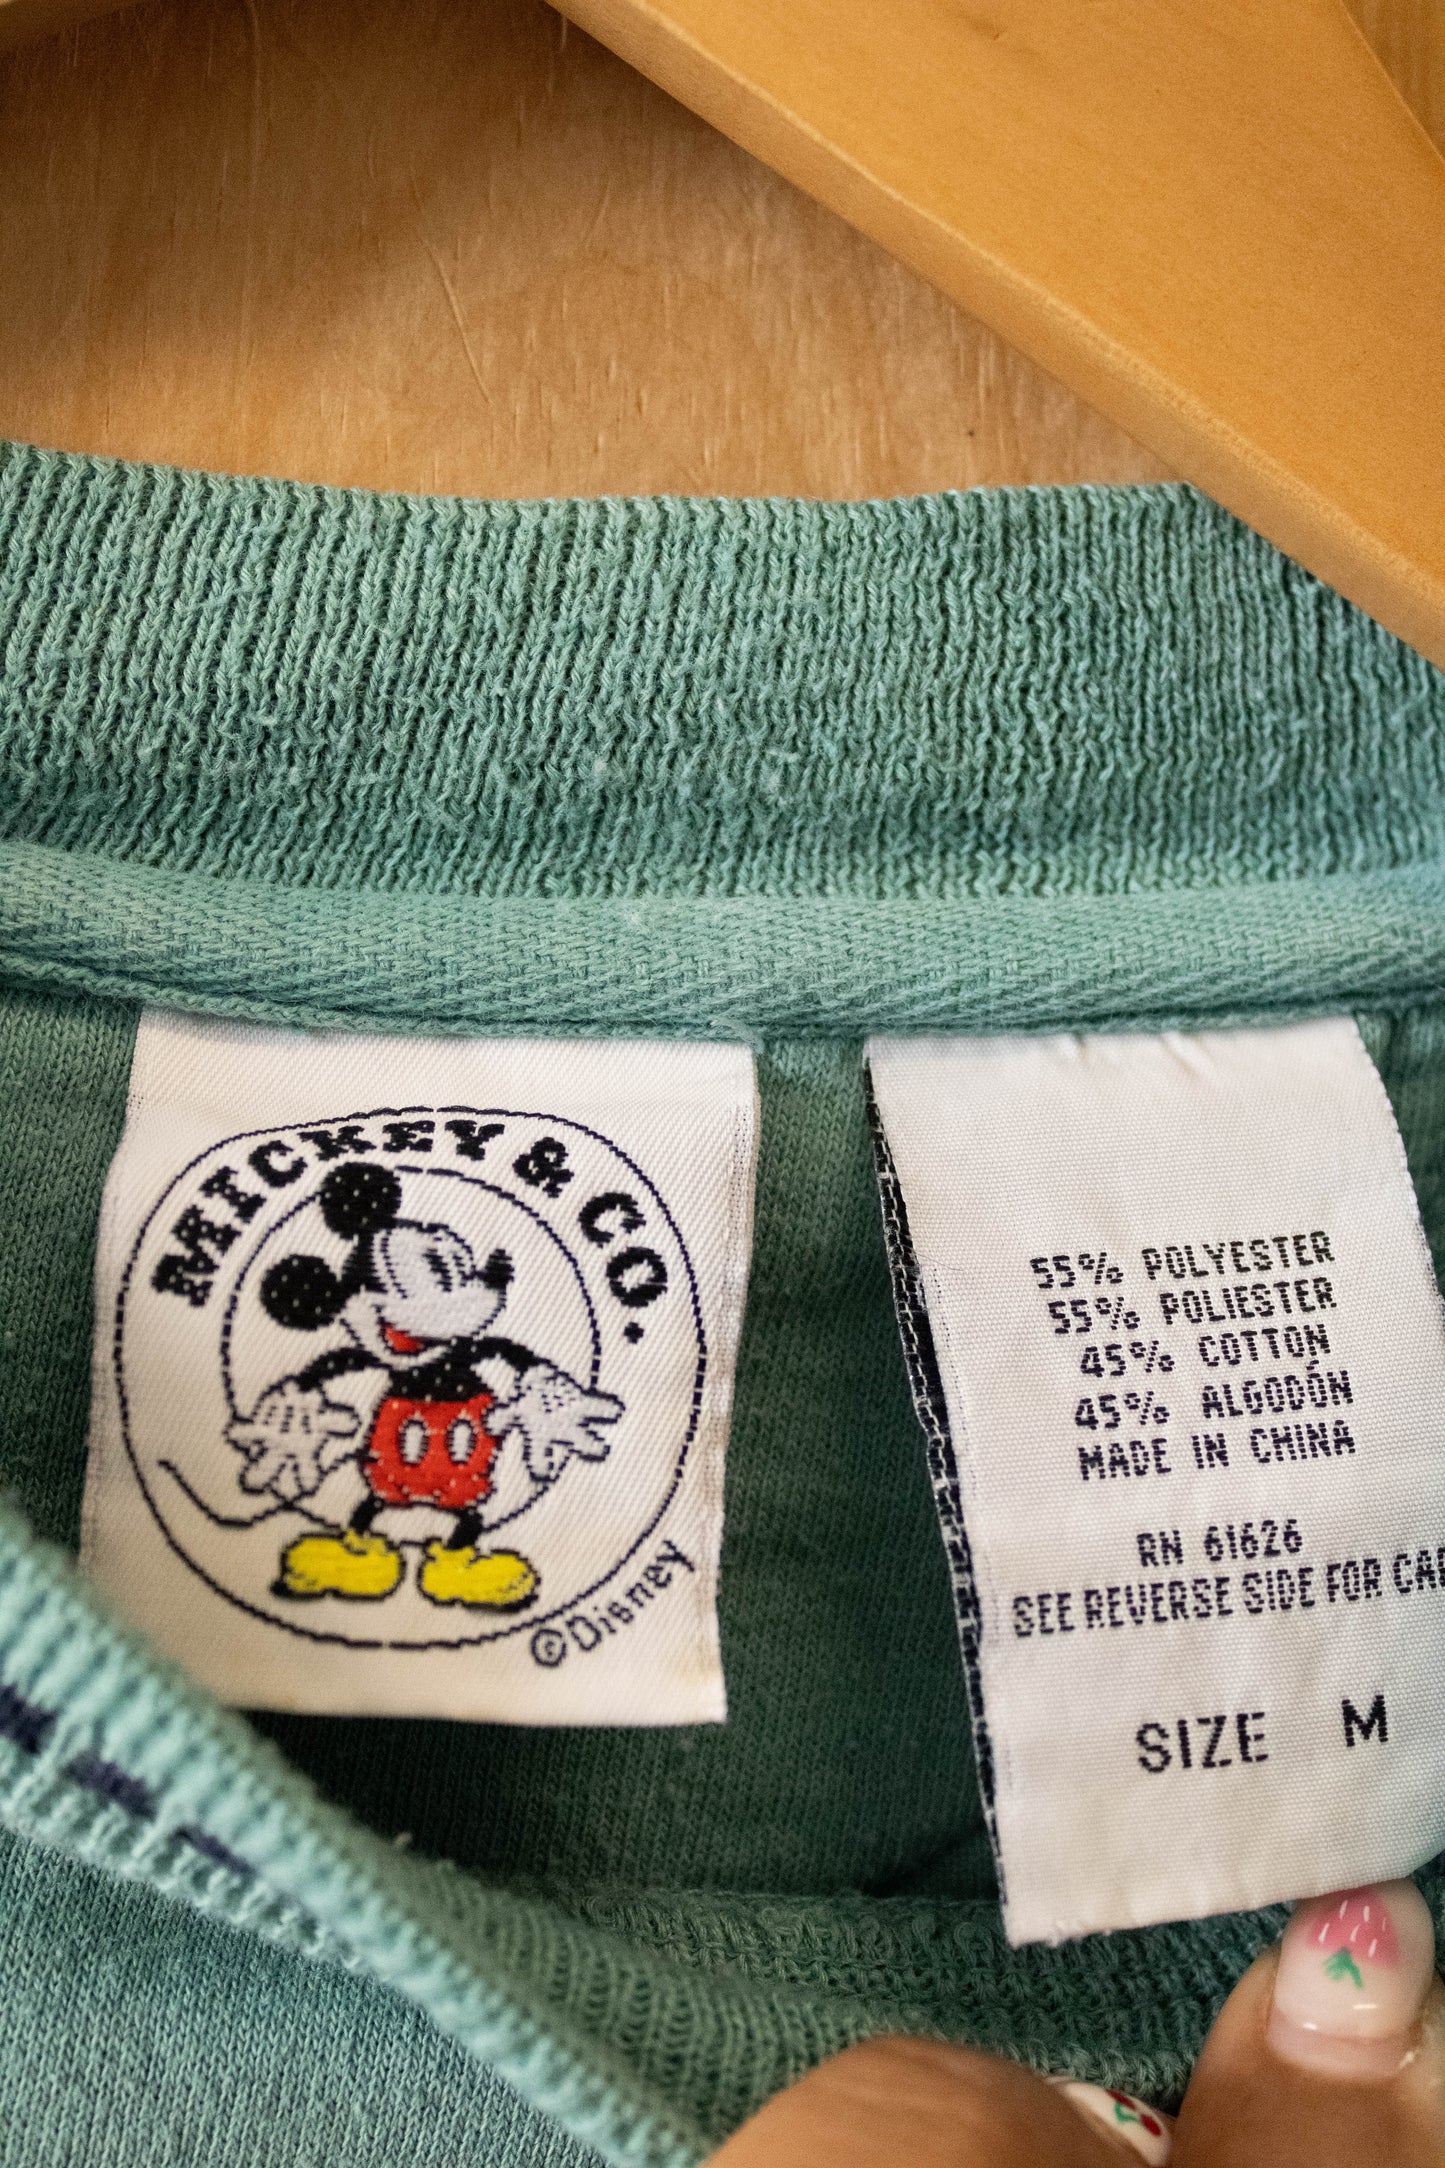 MICKEY & CO.
©Disney
55% POLYESTER
55% POLIESTER
45% COTTON
45% ALGODÓN
MADE IN CHINA
RN 61626
SEE REVERSE SIDE FOR
SIZE M